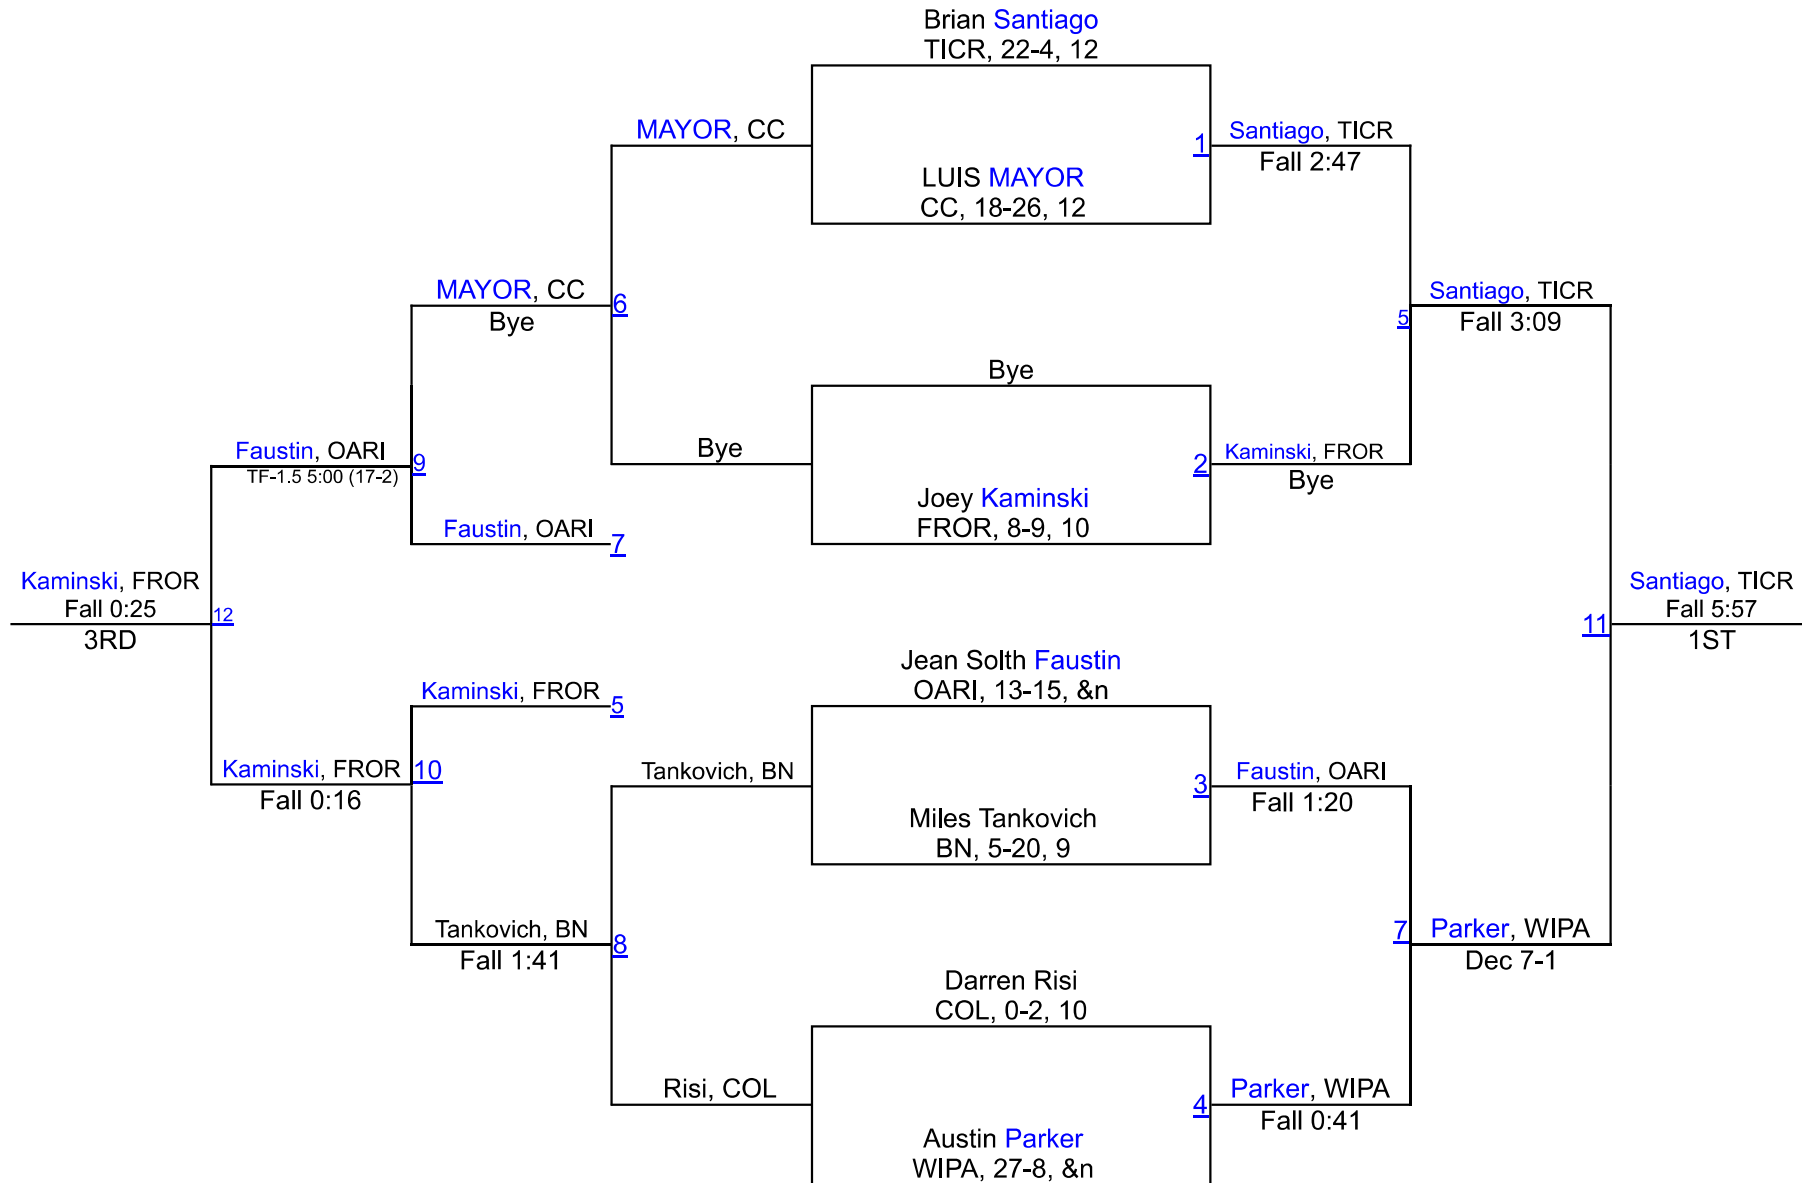 Brian Santiago
TICR, 22-4, 12
MAYOR, CC
1
Santiago, TICR
Fall 2:47
LUIS MAYOR
CC, 18-26, 12
MAYOR, CC
Bye
6
5
Santiago, TICR
Fall 3:09
Bye
Faustin, OARI
TF-1.5 5:00 (17-2)
9
Bye
2
Kaminski, FROR
Bye
Joey Kaminski
FROR, 8-9, 10
Faustin, OARI
7
Kaminski, FROR
Fall 0:25
3RD
12
11
Santiago, TICR
Fall 5:57
1ST
Jean Solth Faustin
OARI, 13-15, &n
Kaminski, FROR
5
Kaminski, FROR
Fall 0:16
10
Tankovich, BN
3
Faustin, OARI
Fall 1:20
Miles Tankovich
BN, 5-20, 9
Tankovich, BN
Fall 1:41
8
7
Parker, WIPA
Dec 7-1
Darren Risi
COL, 0-2, 10
Risi, COL
4
Parker, WIPA
Fall 0:41
Austin Parker
WIPA, 27-8, &n